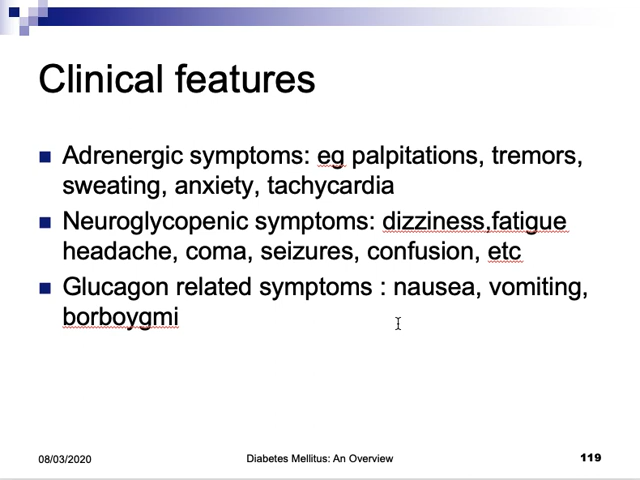 Clinical features
Adrenergic symptoms: eg palpitations, tremors,
sweating, anxiety, tachycardia
Neuroglycopenic symptoms: dizziness,fatigue
headache, coma, seizures, confusion, etc
Glucagon related symptoms : nausea, vomiting,
borboygmi
08/03/2020
Diabetes Mellitus: An Overview
119